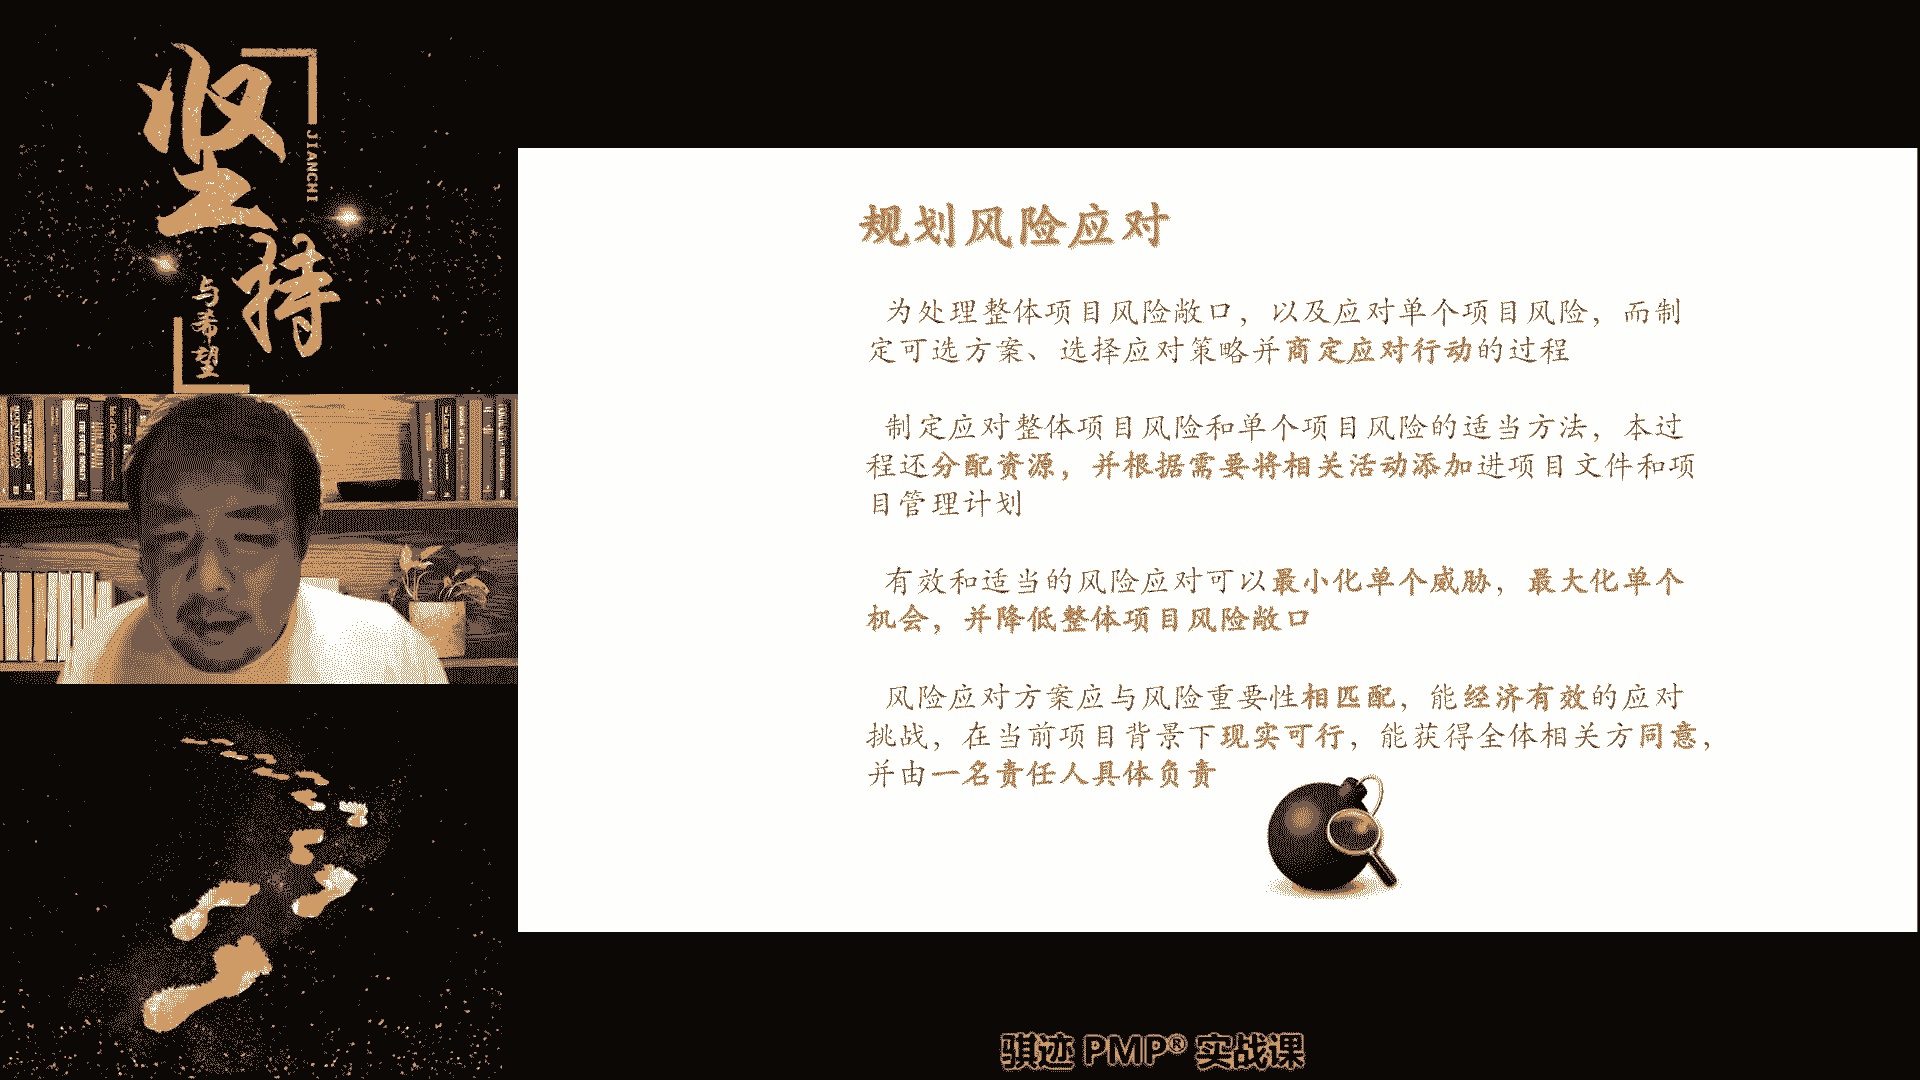 坚持
JIANCHI
与希望
规划风险应对
为处理整体项目风险敞口，以及应对单个项目风险，而制
定可选方案、选择应对策略并商定应对行动的过程
制定应对整体项目风险和单个项目风险的适当方法，本过
程还分配资源，并根据需要将相关活动添加进项目文件和项
目管理计划
有效和适当的风险应对可以最小化单个威胁，最大化单个
机会，并降低整体项目风险敞口
风险应对方案应与风险重要性相匹配，能经济有效的应对
挑战，在当前项目背景下现实可行，能获得全体相关方同意，
并由一名责任人具体负责
骐迹 PMP® 实战课